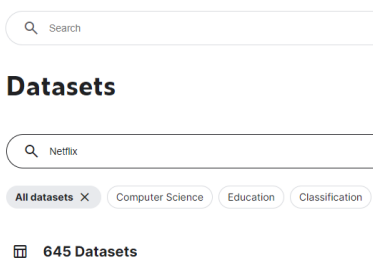 Search
Datasets
Netflix
All datasets X Computer Science Education Classification
645 Datasets